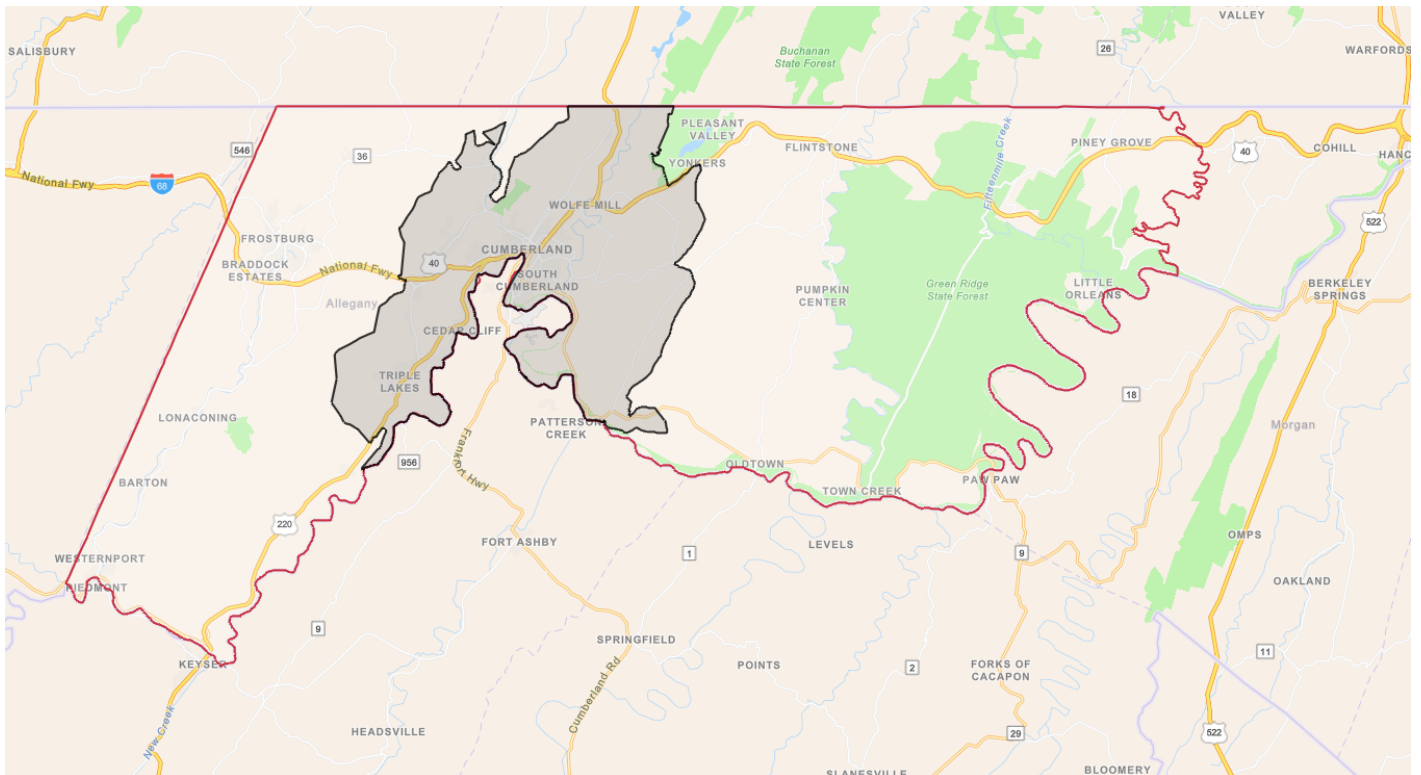 VALLEY
SALISBURY
26
Buchanan
State Forest
WARFORDS
PLEASANT
VALLEY
546
36
FLINTSTONE
PINEY GROVE
40
COHILL
HANC
YONKERS
National Fwy
68
Fifteenmile Creek
WOLFE MILL
522
FROSTBURG
CUMBERLAND
BRADDOCK
ESTATES
National Fwy
40
SOUTH
CUMBERLAND
Allegany
PUMPKIN
CENTER
Green Ridge
State Forest
LITTLE
ORLEANS
BERKELEY
SPRINGS
CEDAR CLIFF
TRIPLE
LAKES
18
LONACONING
PATTERSON
CREEK
Morgan
Frankfort Hwy
956
OLDTOWN
BARTON
TOWN CREEK
PAW PAW
220
OMPS
FORT ASHBY
1
LEVELS
9
WESTERNPORT
PIEDMONT
OAKLAND
9
SPRINGFIELD
KEYSER
POINTS
2
FORKS OF
CACAPON
11
Cumberland Rd
New Creek
HEADSVILLE
29
522
SLANESVILLE
BLOOMERY